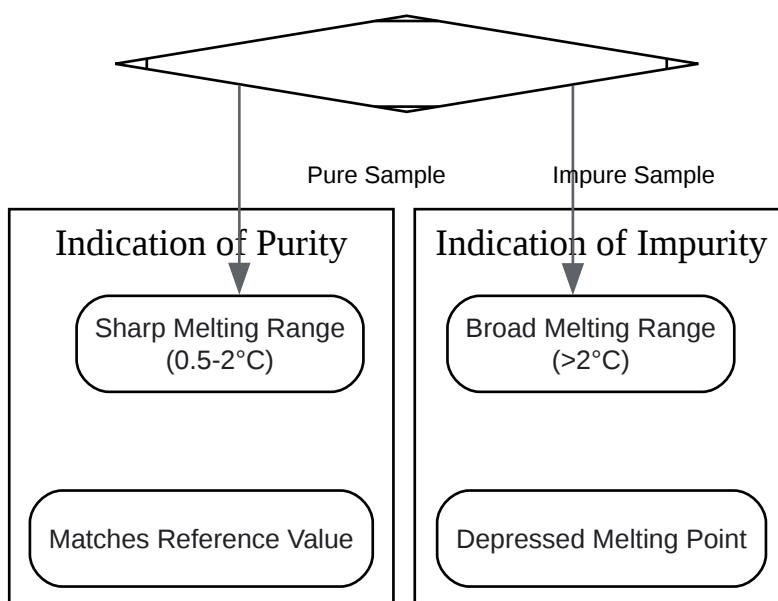 Pure Sample
Impure Sample
Indication of Purity
Indication of Impurity
Sharp Melting Range
(0.5-2°C)
Broad Melting Range
(>2°C)
Matches Reference Value
Depressed Melting Point